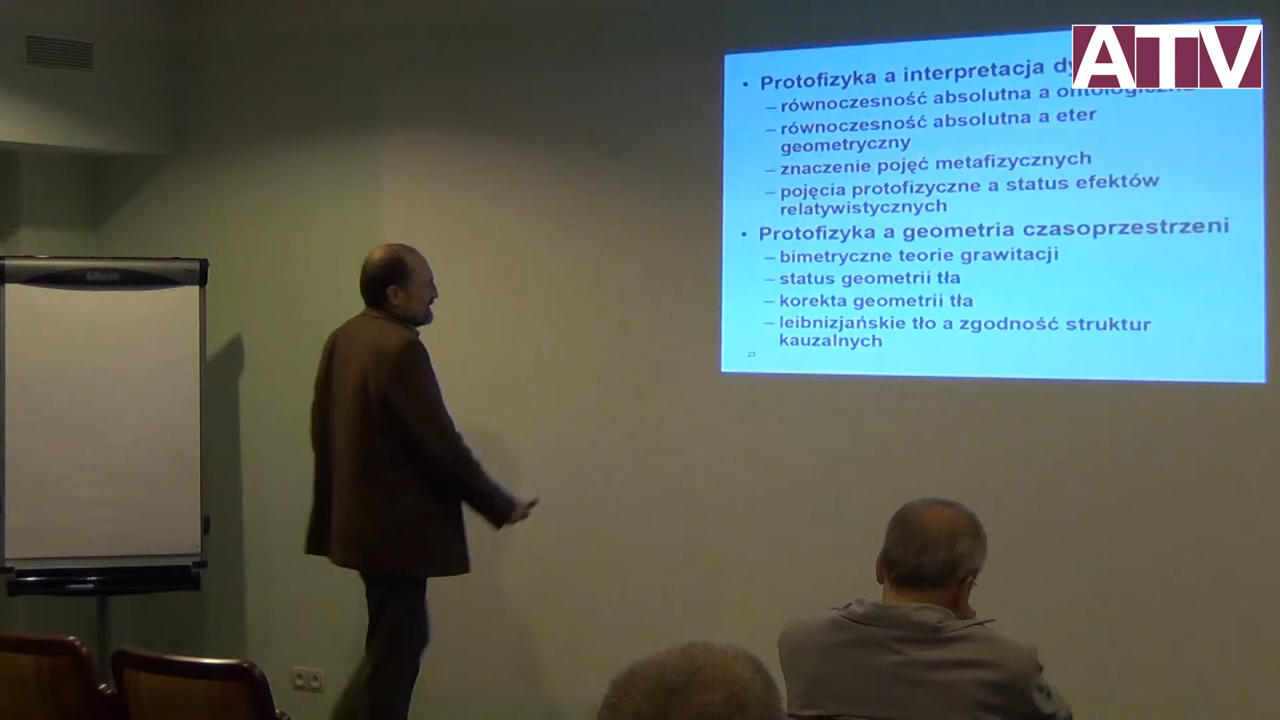 ATV
• Protofizyka a interpretacja
– równoczesność absolutna a
– równoczesność absolutna a eter
geometryczny
– znaczenie pojęć metafizycznych
– pojęcia protofizyczne a status efektów
relatywistycznych
• Protofizyka a geometria czasoprzestrzeni
– bimetryczne teorie grawitacji
– status geometrii tła
– korekta geometrii tła
– leibnizjańskie tło a zgodność struktur
kauzalnych
23